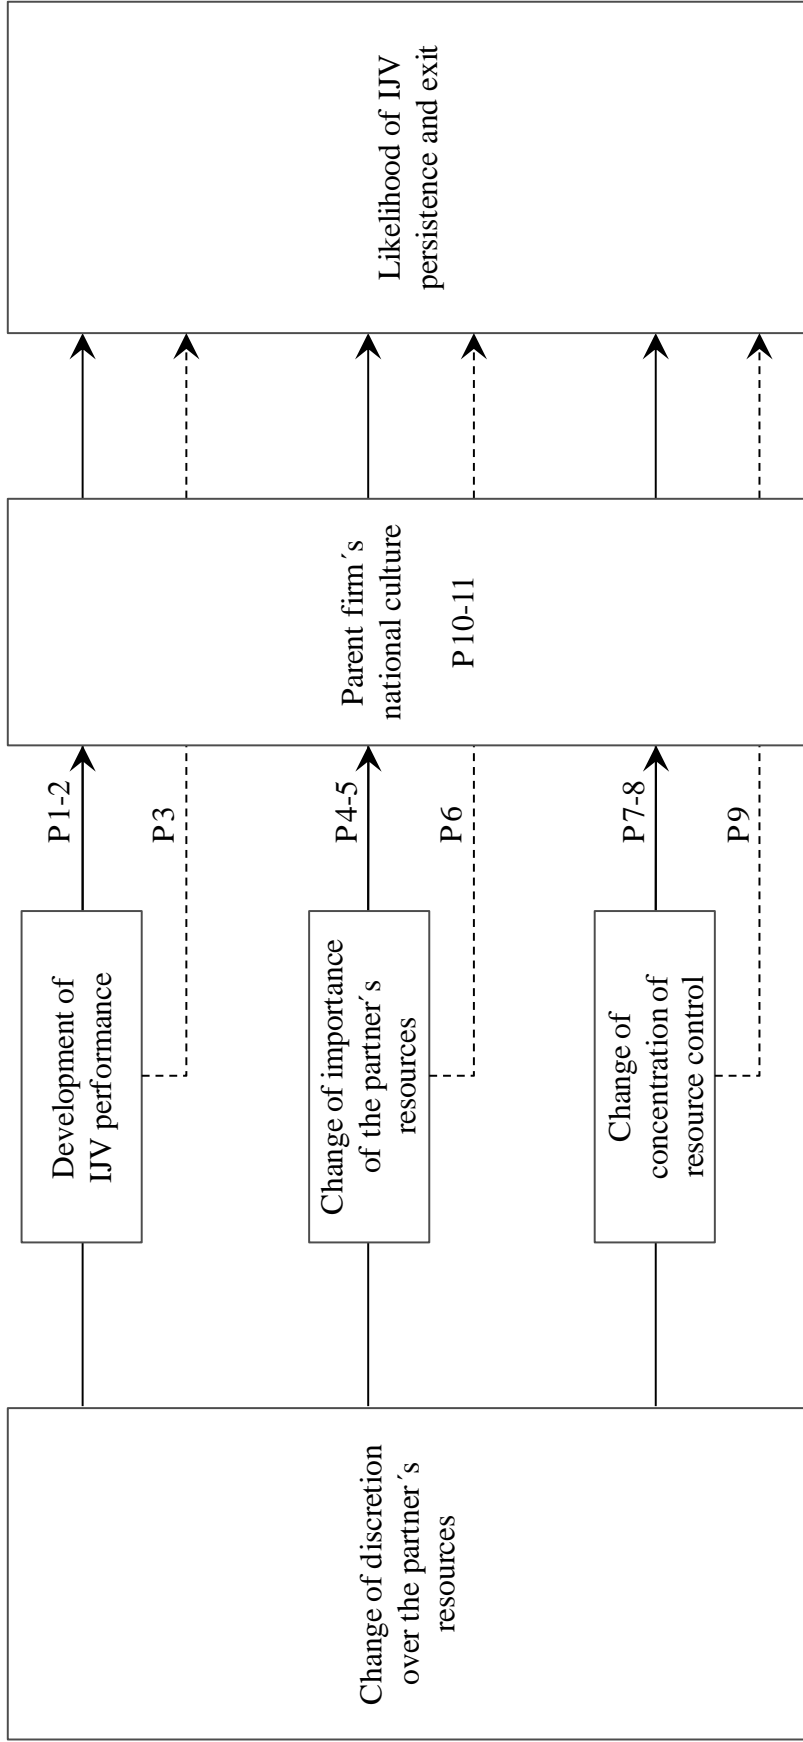 Change of discretion
over the partner´s
resources
Development of
IJV performance
Change of importance
of the partner´s
resources
Change of
concentration of
resource control
P1-2
P3
P4-5
P6
P7-8
P9
Parent firm´s
national culture
P10-11
Likelihood of IJV
persistence and exit